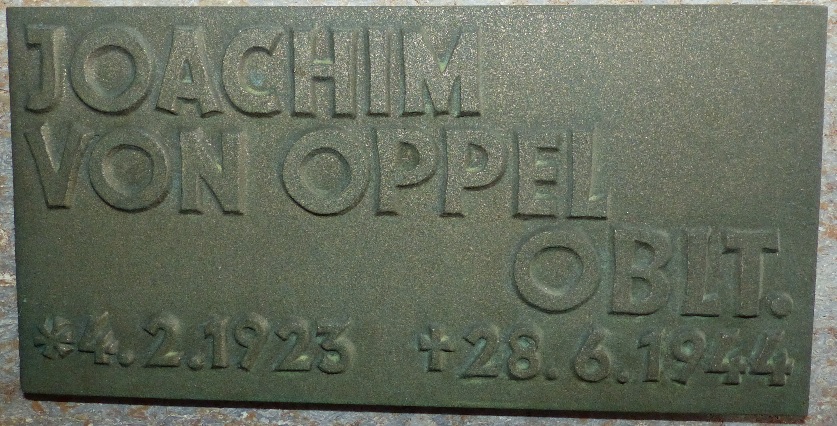 JOACHIM
VON OPPEL
OBLT.
*4.2.1923 †28.6.1944